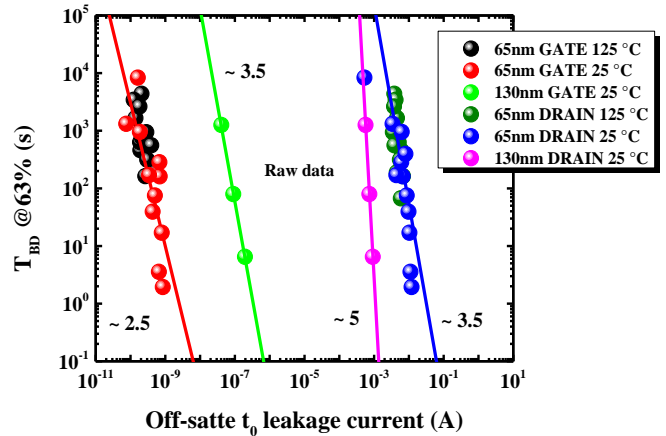 65nm GATE 125 °C
65nm GATE 25 °C
130nm GATE 25 °C
65nm DRAIN 125 °C
65nm DRAIN 25 °C
130nm DRAIN 25 °C
T_BD @63% (s)
10^5
10^4
10^3
10^2
10^1
10^0
10^-1
~ 3.5
Raw data
~ 2.5
~ 5
~ 3.5
10^-11 10^-9 10^-7 10^-5 10^-3 10^-1 10^1
Off-satte t_0 leakage current (A)